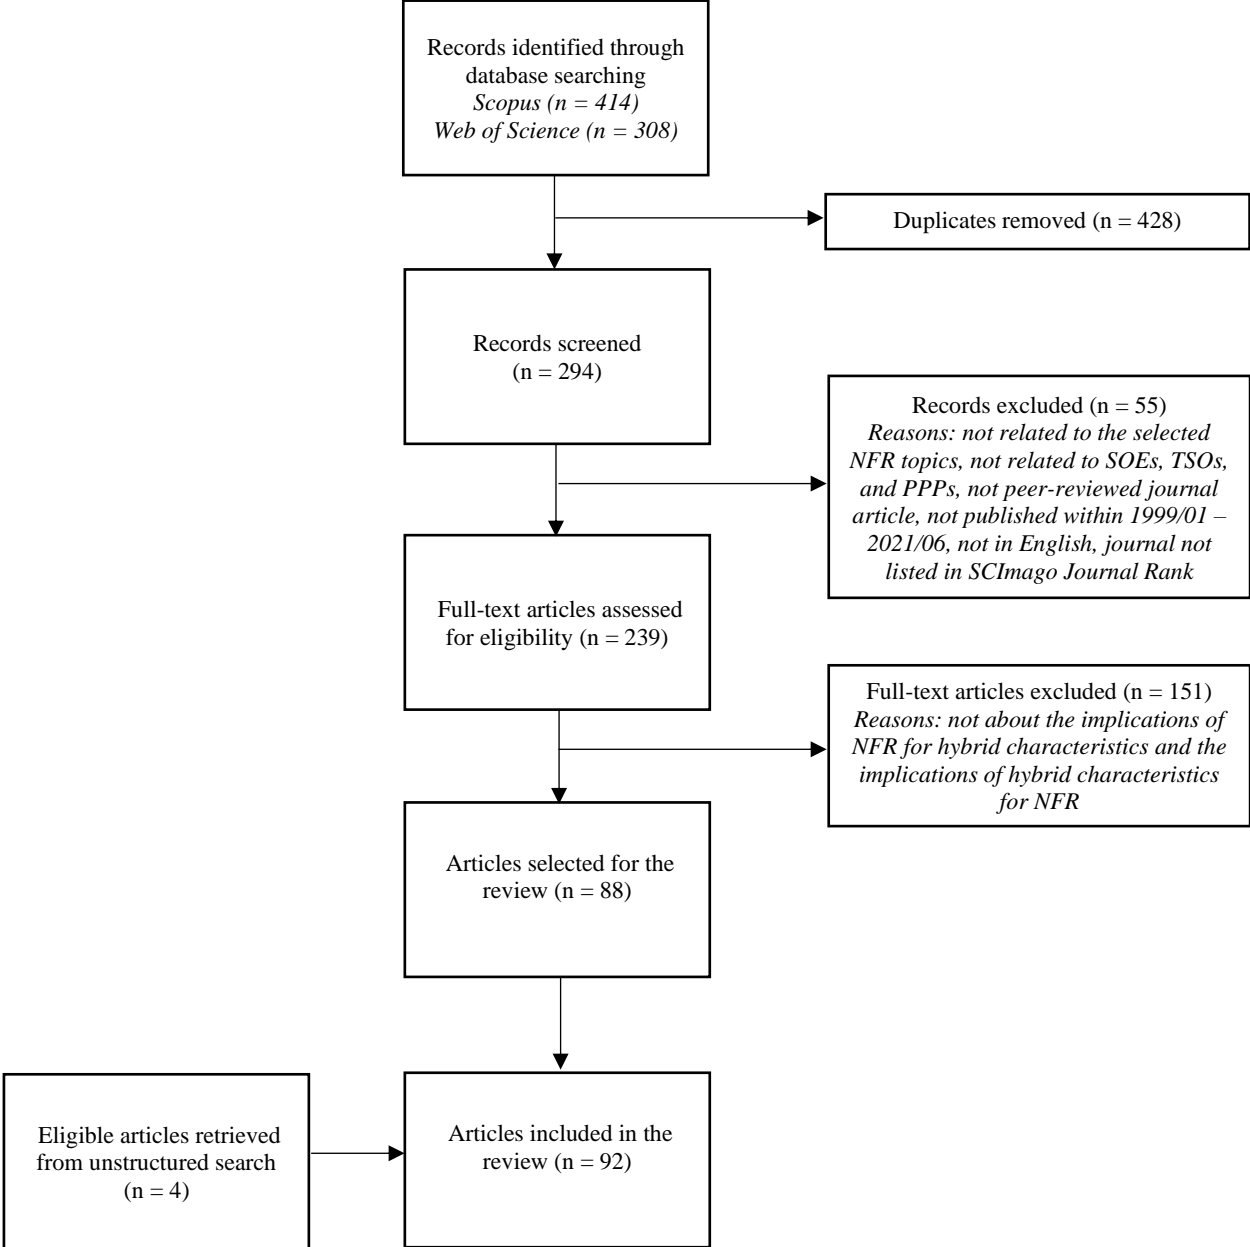 Records identified through
database searching
Scopus (n = 414)
Web of Science (n = 308)
Duplicates removed (n = 428)
Records screened
(n = 294)
Records excluded (n = 55)
Reasons: not related to the selected
NFR topics, not related to SOEs, TSOs,
and PPPs, not peer-reviewed journal
article, not published within 1999/01 –
2021/06, not in English, journal not
listed in SCImago Journal Rank
Full-text articles assessed
for eligibility (n = 239)
Full-text articles excluded (n = 151)
Reasons: not about the implications of
NFR for hybrid characteristics and the
implications of hybrid characteristics
for NFR
Articles selected for the
review (n = 88)
Eligible articles retrieved
from unstructured search
(n = 4)
Articles included in the
review (n = 92)